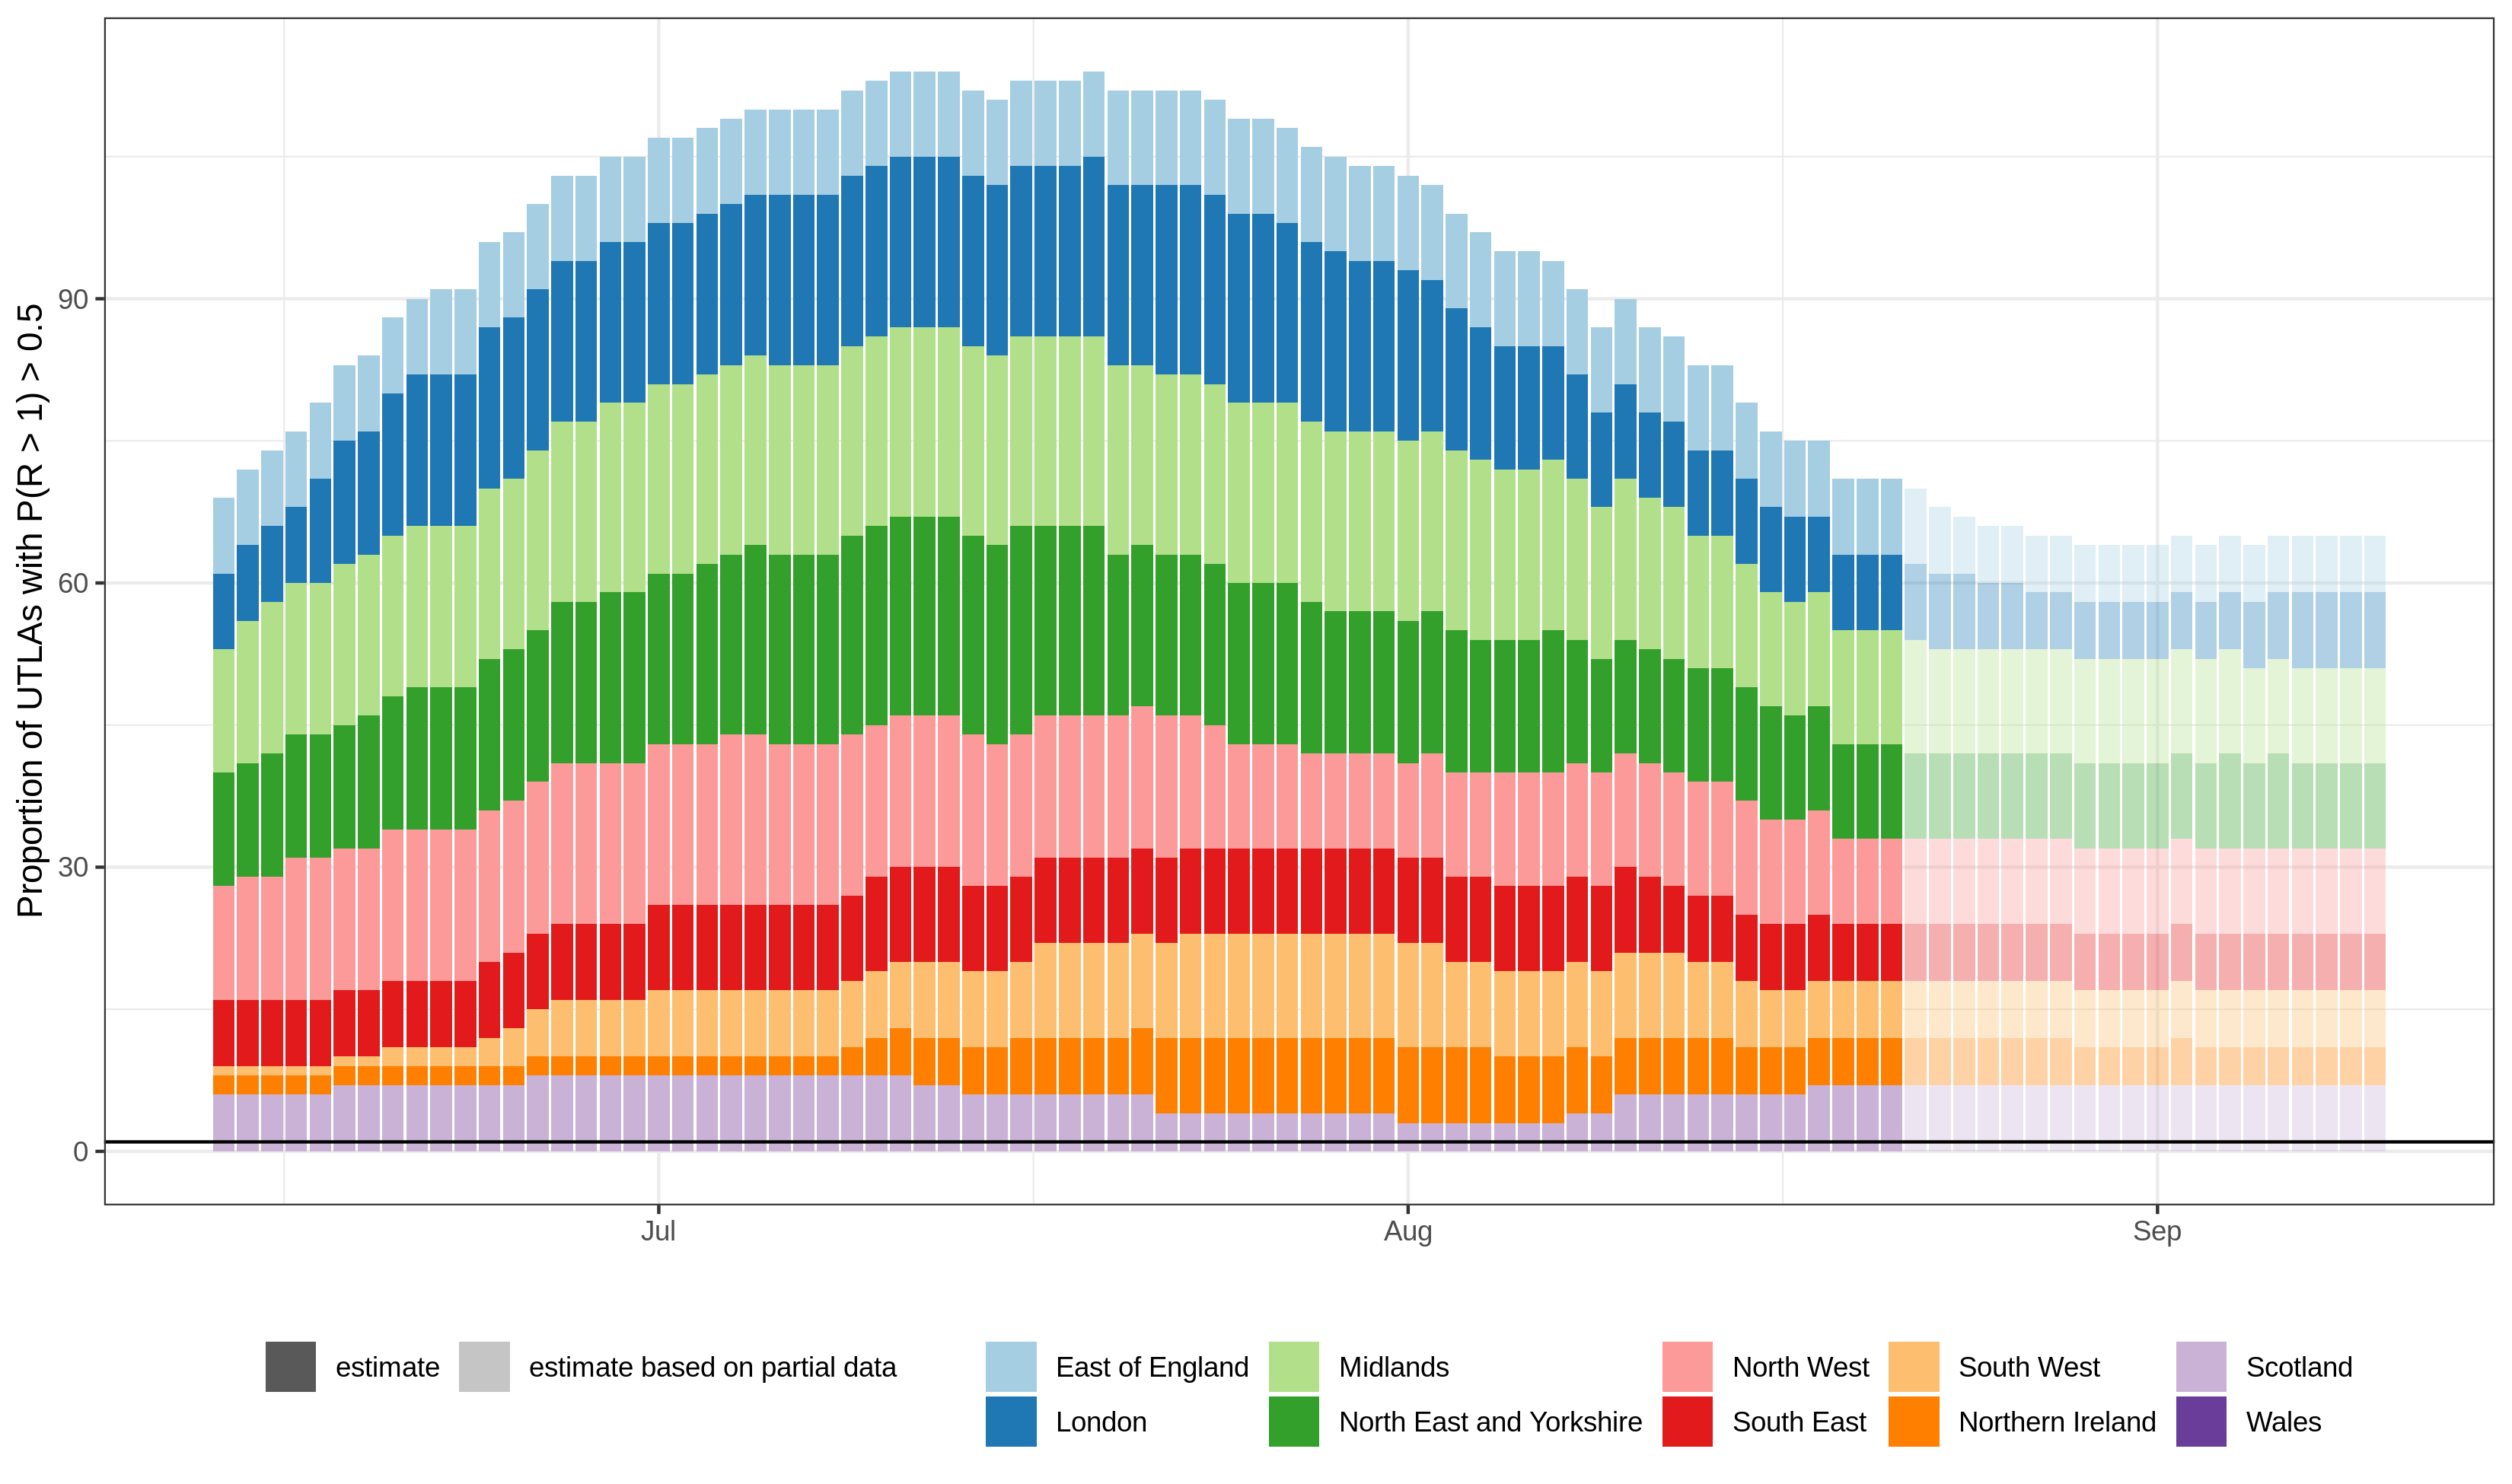 Proportion of UTLAs with P(R > 1) > 0.5
90
60
30
0
Jul Aug Sep
estimate estimate based on partial data East of England Midlands North West South West Scotland
London North East and Yorkshire South East Northern Ireland Wales